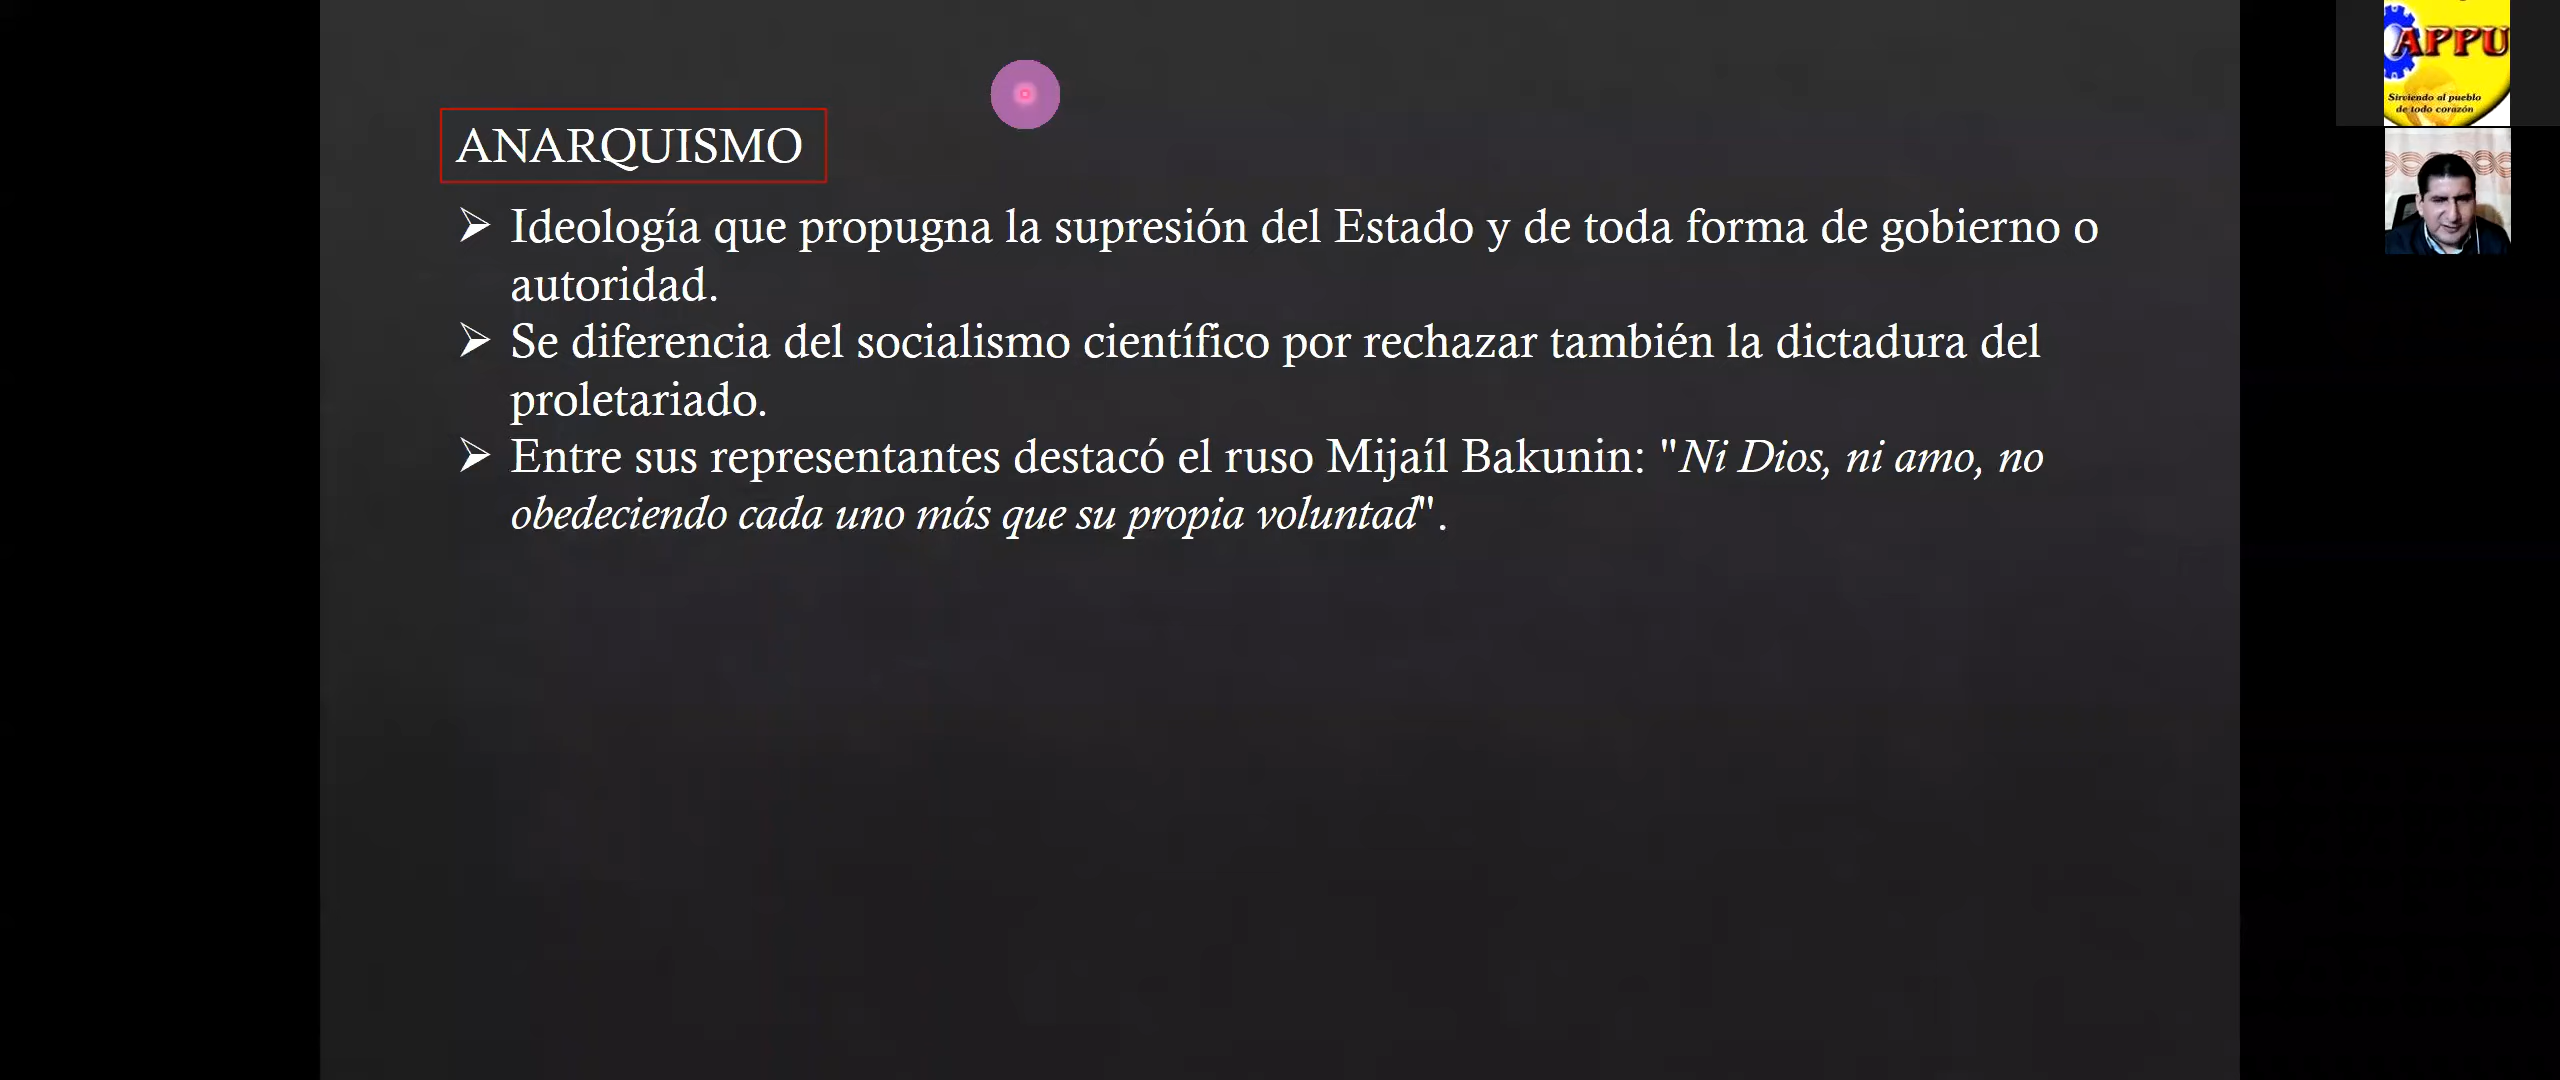 ANARQUISMO
➢ Ideología que propugna la supresión del Estado y de toda forma de gobierno o
autoridad.
➢ Se diferencia del socialismo científico por rechazar también la dictadura del
proletariado.
➢ Entre sus representantes destacó el ruso Mijaíl Bakunin: "Ni Dios, ni amo, no
obedeciendo cada uno más que su propia voluntad".
CAPPU
Sirviendo al pueblo
de todo corazón